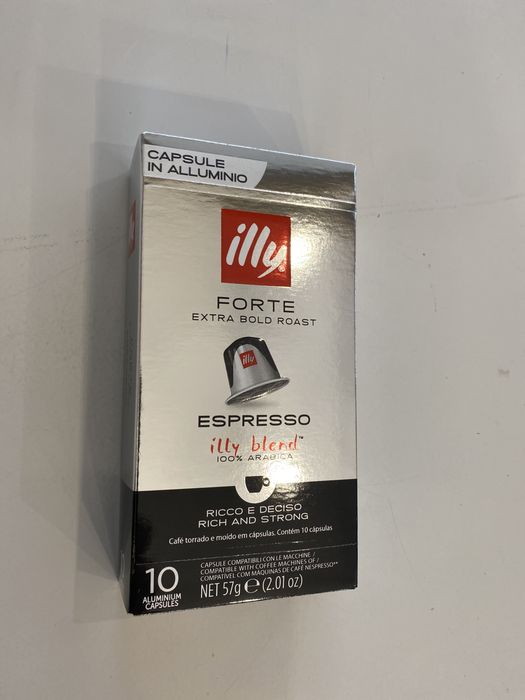 CAPSULE
IN ALLUMINIO
illy
FORTE
EXTRA BOLD ROAST
illy
ESPRESSO
illy blend™
100% ARABICA
RICCO E DECISO
RICH AND STRONG
Café torrado e moído em cápsulas. Contém 10 cápsulas
CAPSULE COMPATIBILI CON LE MACCHINE /
COMPATIBLE WITH COFFEE MACHINES OF /
COMPATÍVEL COM MÁQUINAS DE CAFÉ NESPRESSO**
NET 57g ℮ (2.01 oz)
10
ALUMINIUM
CAPSULES